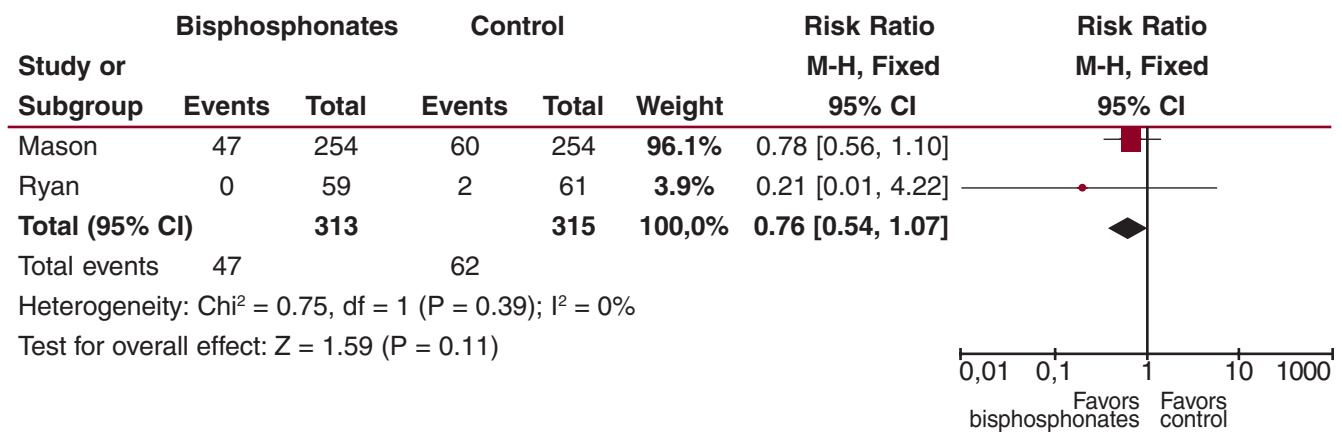 Bisphosphonates Control Risk Ratio Risk Ratio
Study or M-H, Fixed M-H, Fixed
Subgroup Events Total Events Total Weight 95% CI 95% CI
Mason 47 254 60 254 96.1% 0.78 [0.56, 1.10]
Ryan 0 59 2 61 3.9% 0.21 [0.01, 4.22]
Total (95% CI) 313 315 100,0% 0.76 [0.54, 1.07]
Total events 47 62
Heterogeneity: Chi² = 0.75, df = 1 (P = 0.39); I² = 0%
Test for overall effect: Z = 1.59 (P = 0.11)
0,01 0,1 1 10 1000
Favors Favors
bisphosphonates control